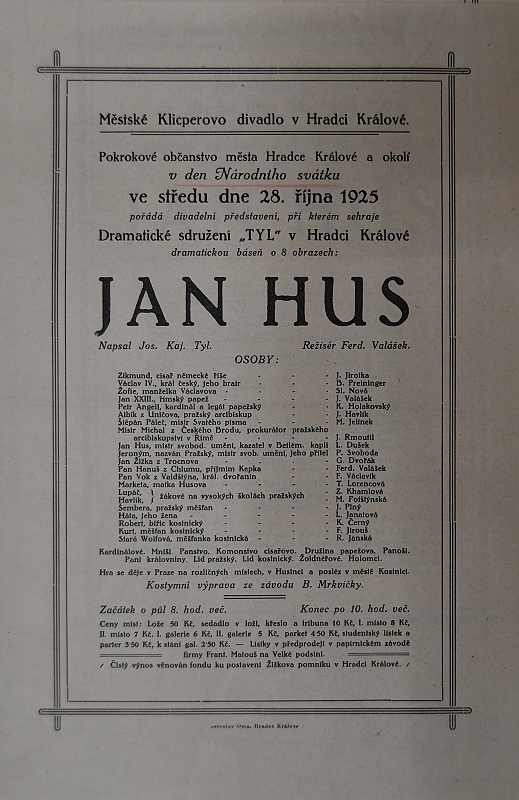 Městské Klicperovo divadlo v Hradci Králové.
Pokrokové občanstvo města Hradce Králové a okolí
v den Národního svátku
ve středu dne 28. října 1925
pořádá divadelní představení, při kterém sehraje
Dramatické sdružení „TYL“ v Hradci Králové
dramatickou báseň o 8 obrazech:
JAN HUS
Napsal Jos. Kaj. Tyl. Režisér Ferd. Valášek.
OSOBY:
Zikmund, císař německé říše - - - J. Jirotka
Václav IV., král český, jeho bratr - - - B. Preininger
Žofie, manželka Václavova - - - - Sl. Nová
Jan XXIII., římský papež - - - - J. Valášek
Petr Angeli, kardinál a legát papežský - - - K. Holakovský
Albík z Uničova, pražský arcibiskup - - - J. Havlík
Štěpán Páleč, mistr Svatého písma - - - M. Jelínek
Mistr Michal z Českého Brodu, prokurátor pražského
arcibiskupství v Římě - - - - J. Rmoutil
Jan Hus, mistr svobod. umění, kazatel v Betlém. kapli L. Dušek
Jeroným, nazván Pražský, mistr svob. umění, jeho přítel P. Svoboda
Jan Žižka z Trocnova - - - - G. Dvořák
Pan Hanuš z Chlumu, příjmím Kepka - - - Ferd. Valášek
Pan Vok z Valdštýna, král. dvořanín - - - F. Václavík
Marketa, matka Husova - - - - T. Lorencová
Lupáč, } žákové na vysokých školách pražských - Z. Khamlová
Havlík, M. Potštýnská
Šembera, pražský měšťan - - - - J. Plný
Háta, jeho žena - - - - L. Janatová
Robert, biřic kostnický - - - - K. Černý
Kurt, měšťan kostnický - - - - F. Jirouš
Stará Wolfová, měšťanka kostnická - - - R. Jánská
Kardinálové. Mniši Panstvo. Komonstvo císařovo. Družina papežova. Panoši.
Paní královniny. Lid pražský. Lid kostnický. Žoldnéřové. Holomci.
Hra se děje v Praze na rozličných místech, v Husinci a posléz v městě Kostnici.
Kostymní výprava ze závodu B. Mrkvičky.
Začátek o půl 8. hod. več. Konec po 10. hod. več.
Ceny míst: Lože 50 Kč, sedadlo v loži, křeslo a tribuna 10 Kč, I. místo 8 Kč,
II. místo 7 Kč, I. galerie 6 Kč, II. galerie 5 Kč, parket 4·50 Kč, studentský lístek a
parter 3·50 Kč, k stání gal. 2·50 Kč. — Lístky v předprodeji v papírnickém závodě
firmy Frant. Matouš na Velké podsíni.
/ Čistý výnos věnován fondu ku postavení Žižkova pomníku v Hradci Králové. /
Jaroslav Oma, Hradec Králové